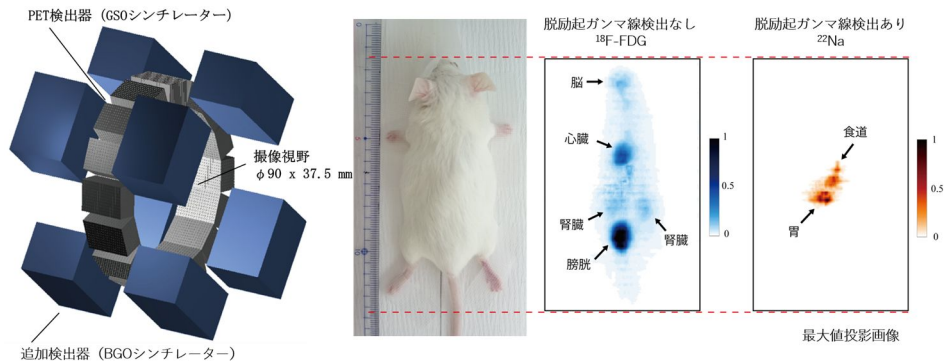 PET検出器（GSOシンチレーター）
撮像視野
φ90 x 37.5 mm
追加検出器（BGOシンチレーター）
脱励起ガンマ線検出なし
¹⁸F-FDG
脳
心臓
腎臓
腎臓
膀胱
1
0.5
0
脱励起ガンマ線検出あり
²²Na
食道
胃
1
0.5
0
最大値投影画像